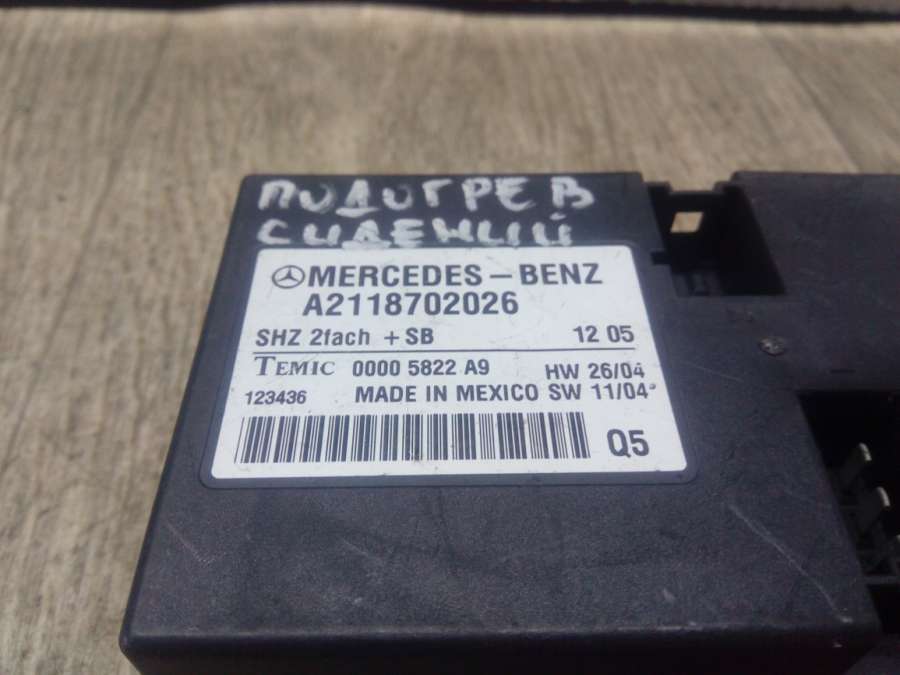 ПОДОГРЕВ
СИДЕНИЙ
MERCEDES-BENZ
A2118702026
SHZ 2fach +SB 12 05
TEMIC 0000 5822 A9 HW 26/04
123436 MADE IN MEXICO SW 11/04
Q5